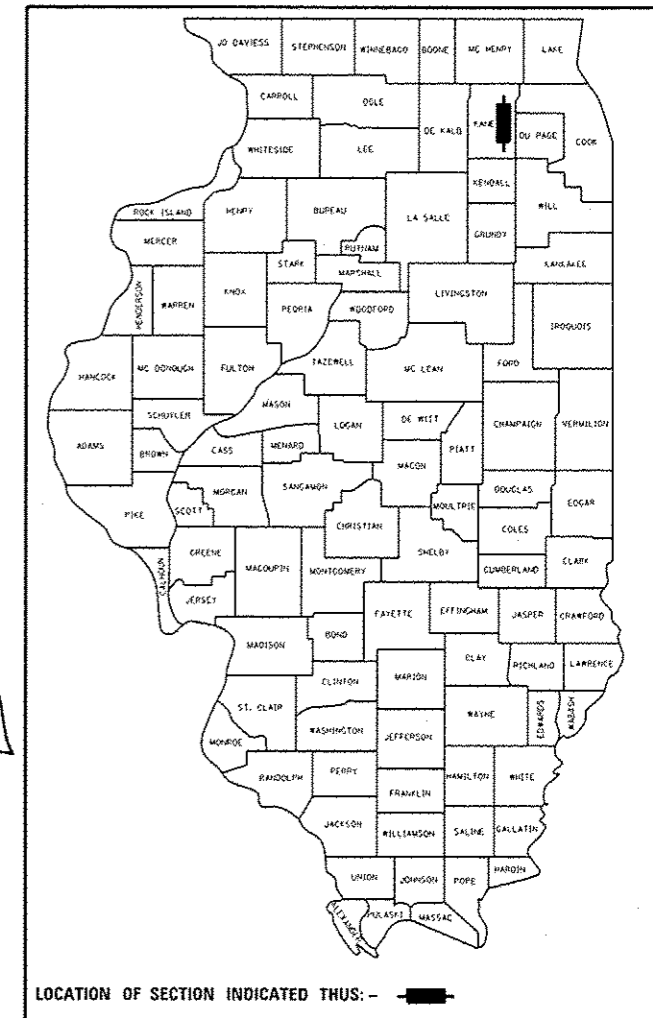 JO DAVIESS STEPHENSON WINNEBAGO BOONE MC HENRY LAKE
CARROLL OGLE DE KALB KANE DU PAGE COOK
WHITESIDE LEE
KENDALL
ROCK ISLAND HENRY BUREAU LA SALLE GRUNDY WILL
MERCER PUTNAM KANKAKEE
STARK MARSHALL
HENDERSON WARREN KNOX PEORIA WOODFORD LIVINGSTON IROQUOIS
HANCOCK MC DONOUGH FULTON TAZEWELL MC LEAN FORD
SCHUYLER MASON LOGAN DE WITT CHAMPAIGN VERMILION
ADAMS BROWN CASS MENARD PIATT
MACON
PIKE SCOTT MORGAN SANGAMON CHRISTIAN MOULTRIE DOUGLAS EDGAR
COLES
CALHOUN GREENE MACOUPIN MONTGOMERY SHELBY CUMBERLAND CLARK
JERSEY
FAYETTE EFFINGHAM JASPER CRAWFORD
MADISON BOND
CLAY RICHLAND LAWRENCE
CLINTON MARION
ST. CLAIR WAYNE EDWARDS WABASH
MONROE WASHINGTON JEFFERSON
RANDOLPH PERRY HAMILTON WHITE
FRANKLIN
JACKSON WILLIAMSON SALINE GALLATIN
UNION JOHNSON POPE HARDIN
ALEXANDER PULASKI MASSAC
LOCATION OF SECTION INDICATED THUS: -